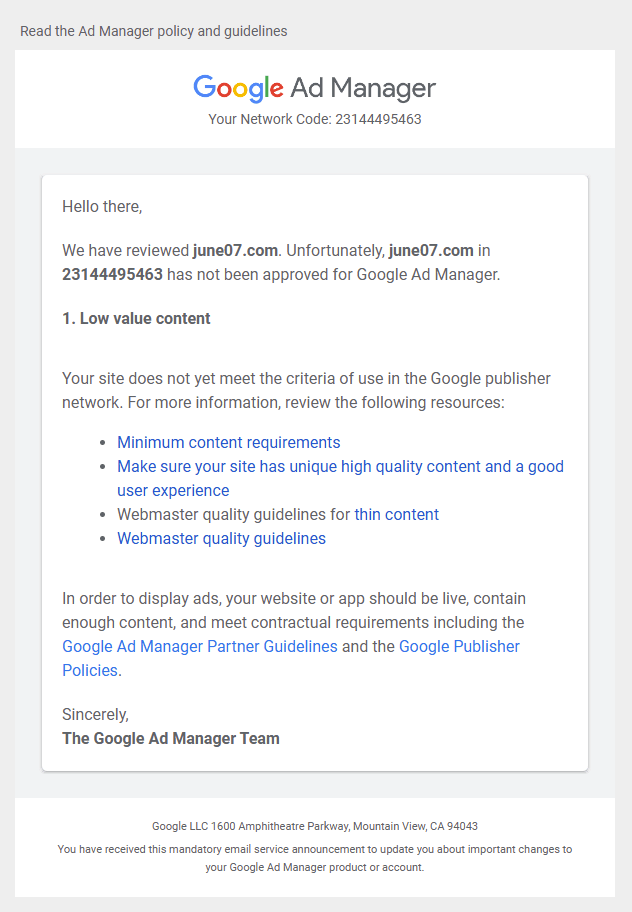 Read the Ad Manager policy and guidelines
Google Ad Manager
Your Network Code: 23144495463
Hello there,
We have reviewed june07.com. Unfortunately, june07.com in
23144495463 has not been approved for Google Ad Manager.
1. Low value content
Your site does not yet meet the criteria of use in the Google publisher
network. For more information, review the following resources:
• Minimum content requirements
• Make sure your site has unique high quality content and a good
user experience
• Webmaster quality guidelines for thin content
• Webmaster quality guidelines
In order to display ads, your website or app should be live, contain
enough content, and meet contractual requirements including the
Google Ad Manager Partner Guidelines and the Google Publisher
Policies.
Sincerely,
The Google Ad Manager Team
Google LLC 1600 Amphitheatre Parkway, Mountain View, CA 94043
You have received this mandatory email service announcement to update you about important changes to
your Google Ad Manager product or account.